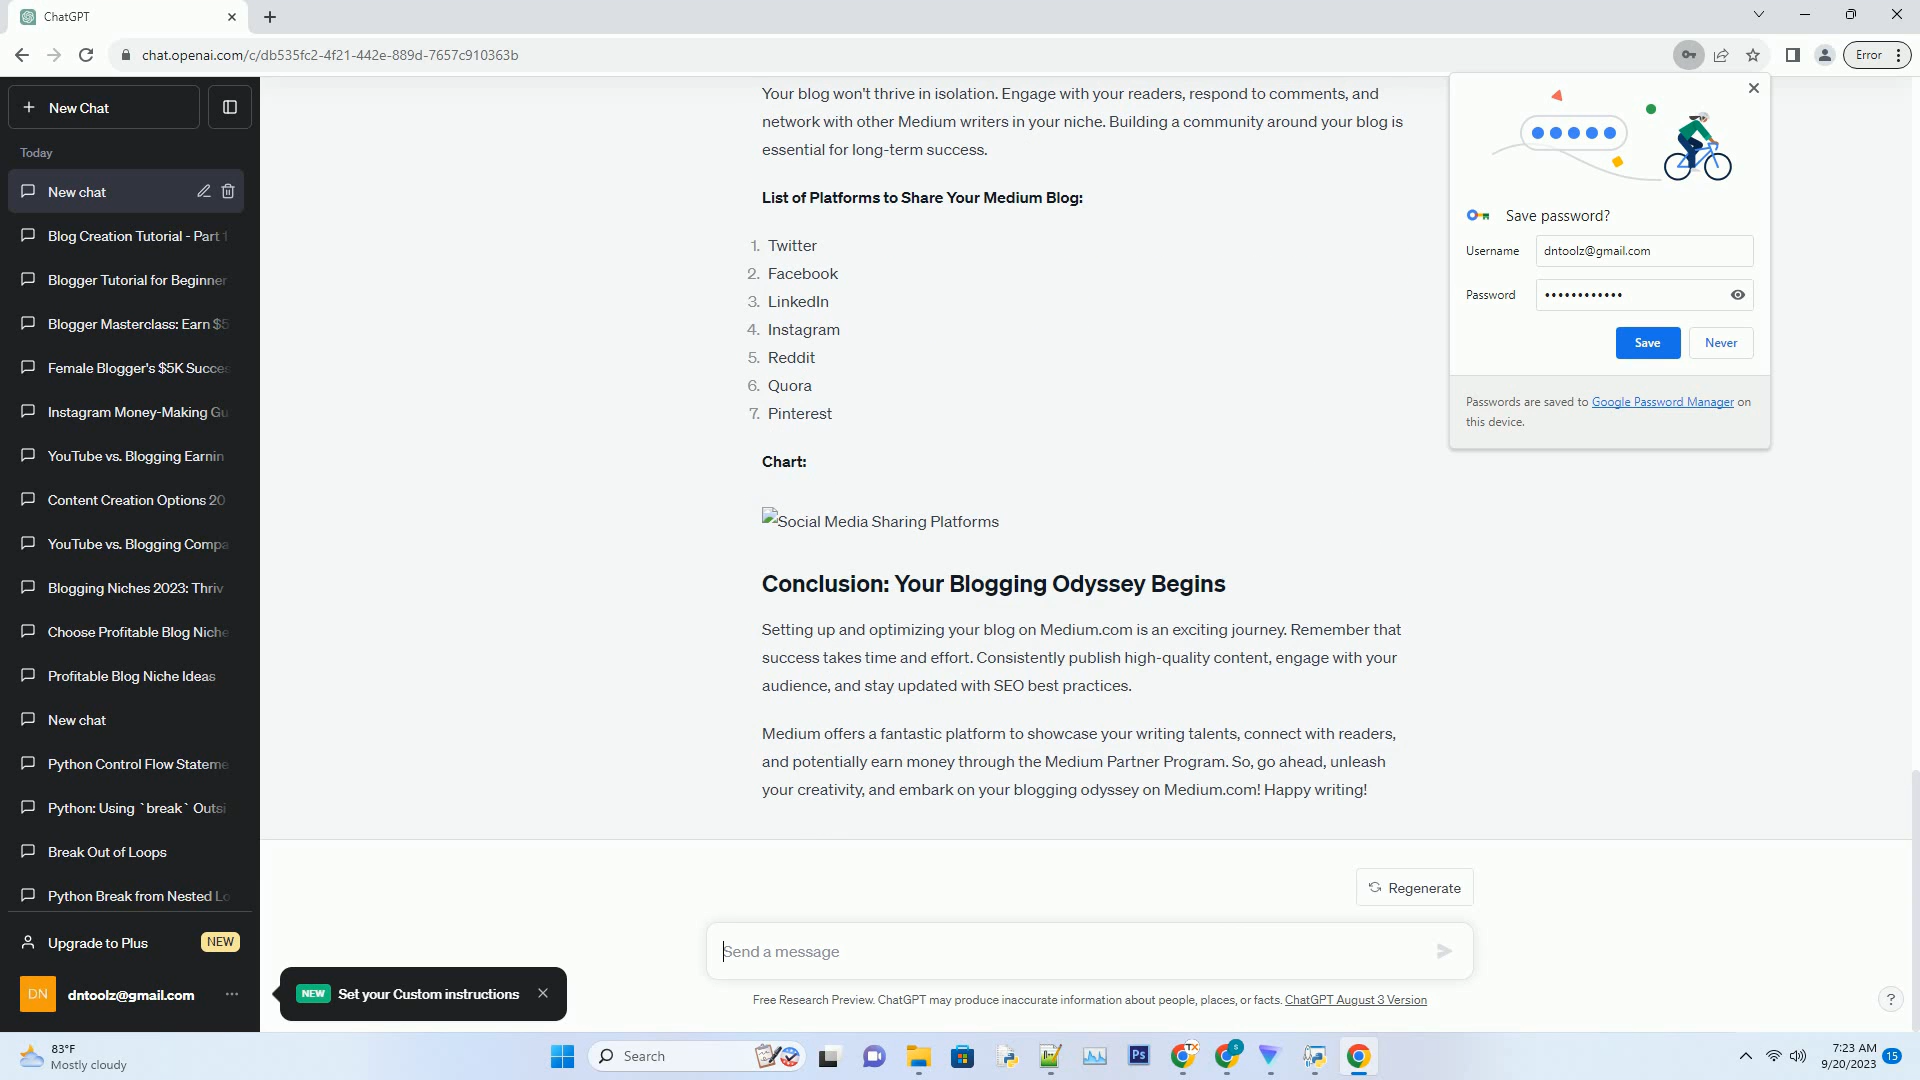 ChatGPT
chat.openai.com/c/db535fc2-4f21-442e-889d-7657c910363b
Error
New Chat
Today
New chat
Blog Creation Tutorial - Part 1
Blogger Tutorial for Beginner
Blogger Masterclass: Earn $5
Female Blogger's $5K Succes
Instagram Money-Making Gu
YouTube vs. Blogging Earnin
Content Creation Options 20
YouTube vs. Blogging Compa
Blogging Niches 2023: Thriv
Choose Profitable Blog Niche
Profitable Blog Niche Ideas
New chat
Python Control Flow Stateme
Python: Using `break` Outsi
Break Out of Loops
Python Break from Nested Lo
Upgrade to Plus NEW
DN dntoolz@gmail.com
NEW Set your Custom instructions
Your blog won't thrive in isolation. Engage with your readers, respond to comments, and
network with other Medium writers in your niche. Building a community around your blog is
essential for long-term success.
List of Platforms to Share Your Medium Blog:
1. Twitter
2. Facebook
3. LinkedIn
4. Instagram
5. Reddit
6. Quora
7. Pinterest
Chart:
Social Media Sharing Platforms
Conclusion: Your Blogging Odyssey Begins
Setting up and optimizing your blog on Medium.com is an exciting journey. Remember that
success takes time and effort. Consistently publish high-quality content, engage with your
audience, and stay updated with SEO best practices.
Medium offers a fantastic platform to showcase your writing talents, connect with readers,
and potentially earn money through the Medium Partner Program. So, go ahead, unleash
your creativity, and embark on your blogging odyssey on Medium.com! Happy writing!
Regenerate
Send a message
Free Research Preview. ChatGPT may produce inaccurate information about people, places, or facts. ChatGPT August 3 Version
?
Save password?
Username dntoolz@gmail.com
Password ••••••••••••
Save Never
Passwords are saved to Google Password Manager on
this device.
83°F
Mostly cloudy
Search
Ps
TX
S
7:23 AM
9/20/2023
15